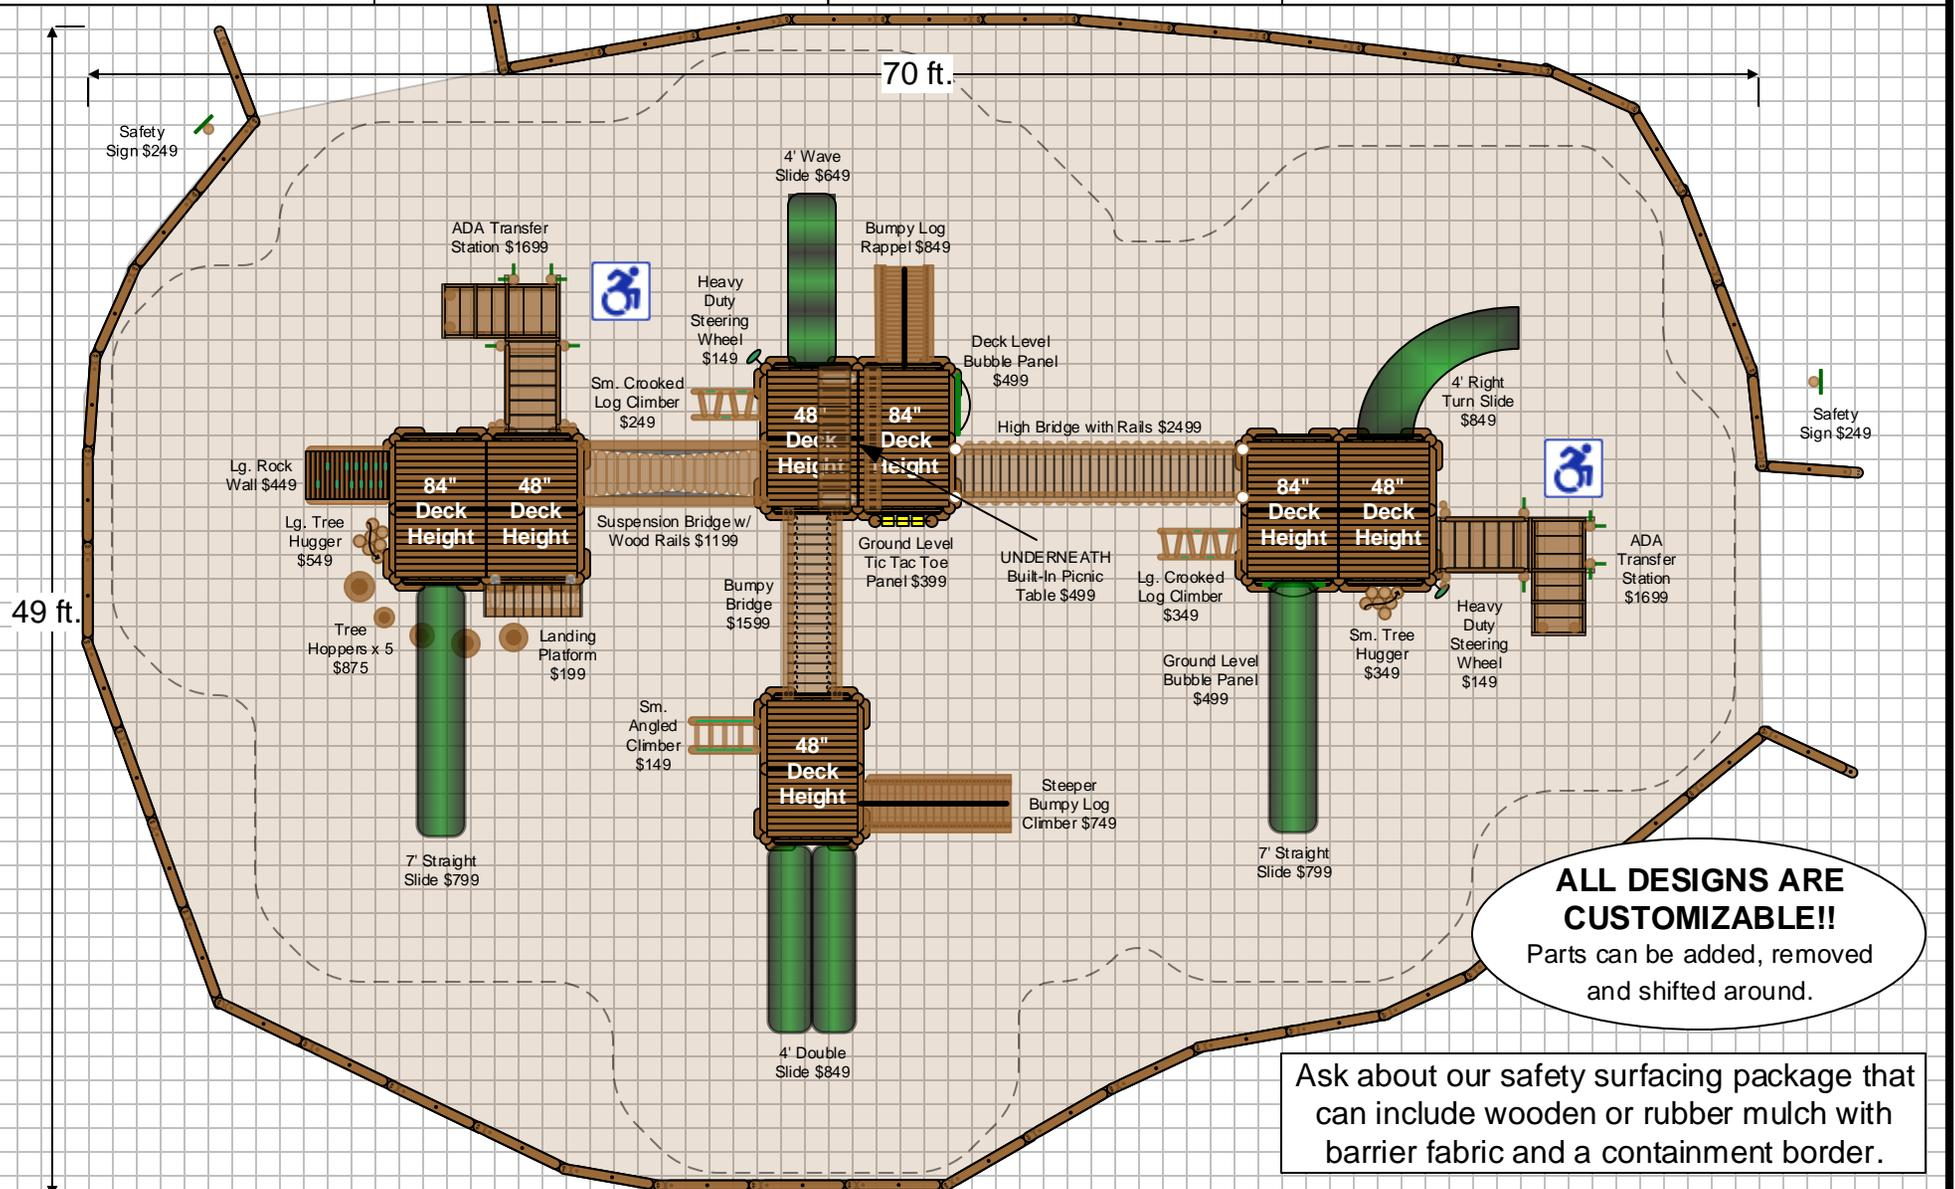 70 ft.
Safety
Sign $249
4' Wave
Slide $649
ADA Transfer
Station $1699
Bumpy Log
Rappel $849
Heavy
Duty
Steering
Wheel
$149
Deck Level
Bubble Panel
$499
Sm. Crooked
Log Climber
$249
4' Right
Turn Slide
$849
Safety
Sign $249
High Bridge with Rails $2499
48"
Deck
Height
84"
Deck
Height
Lg. Rock
Wall $449
84"
Deck
Height
48"
Deck
Height
84"
Deck
Height
48"
Deck
Height
Lg. Tree
Hugger
$549
Suspension Bridge w/
Wood Rails $1199
Ground Level
Tic Tac Toe
Panel $399
UNDERNEATH
Built-In Picnic
Table $499
Lg. Crooked
Log Climber
$349
ADA
Transfer
Station
$1699
49 ft.
Bumpy
Bridge
$1599
Tree
Hoppers x 5
$875
Landing
Platform
$199
Sm. Tree
Hugger
$349
Heavy
Duty
Steering
Wheel
$149
Ground Level
Bubble Panel
$499
Sm.
Angled
Climber
$149
48"
Deck
Height
Steeper
Bumpy Log
Climber $749
7' Straight
Slide $799
7' Straight
Slide $799
4' Double
Slide $849
ALL DESIGNS ARE
CUSTOMIZABLE!!
Parts can be added, removed
and shifted around.
Ask about our safety surfacing package that
can include wooden or rubber mulch with
barrier fabric and a containment border.